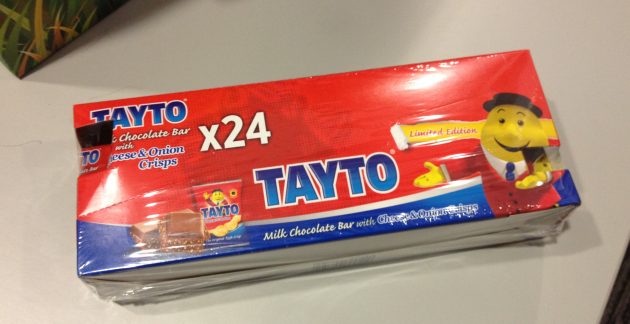 TAYTO
k Chocolate Bar
with
eese & Onion
Crisps
TO
x24
Limited Edition
TAYTO
TAYTO
Milk Chocolate Bar with Cheese & Onion Crisps